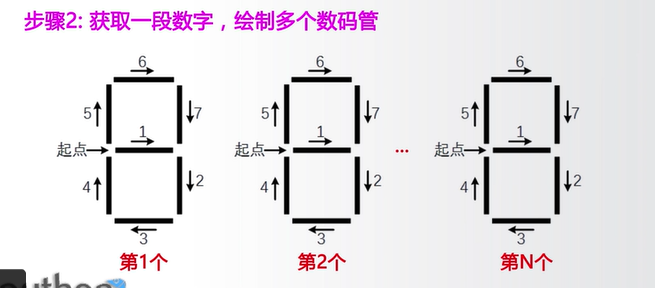 步骤2: 获取一段数字，绘制多个数码管
6 6 6
5 7 5 7 5 7
1 1 1
起点 起点 … 起点
4 2 4 2 4 2
3 3 3
第1个 第2个 第N个